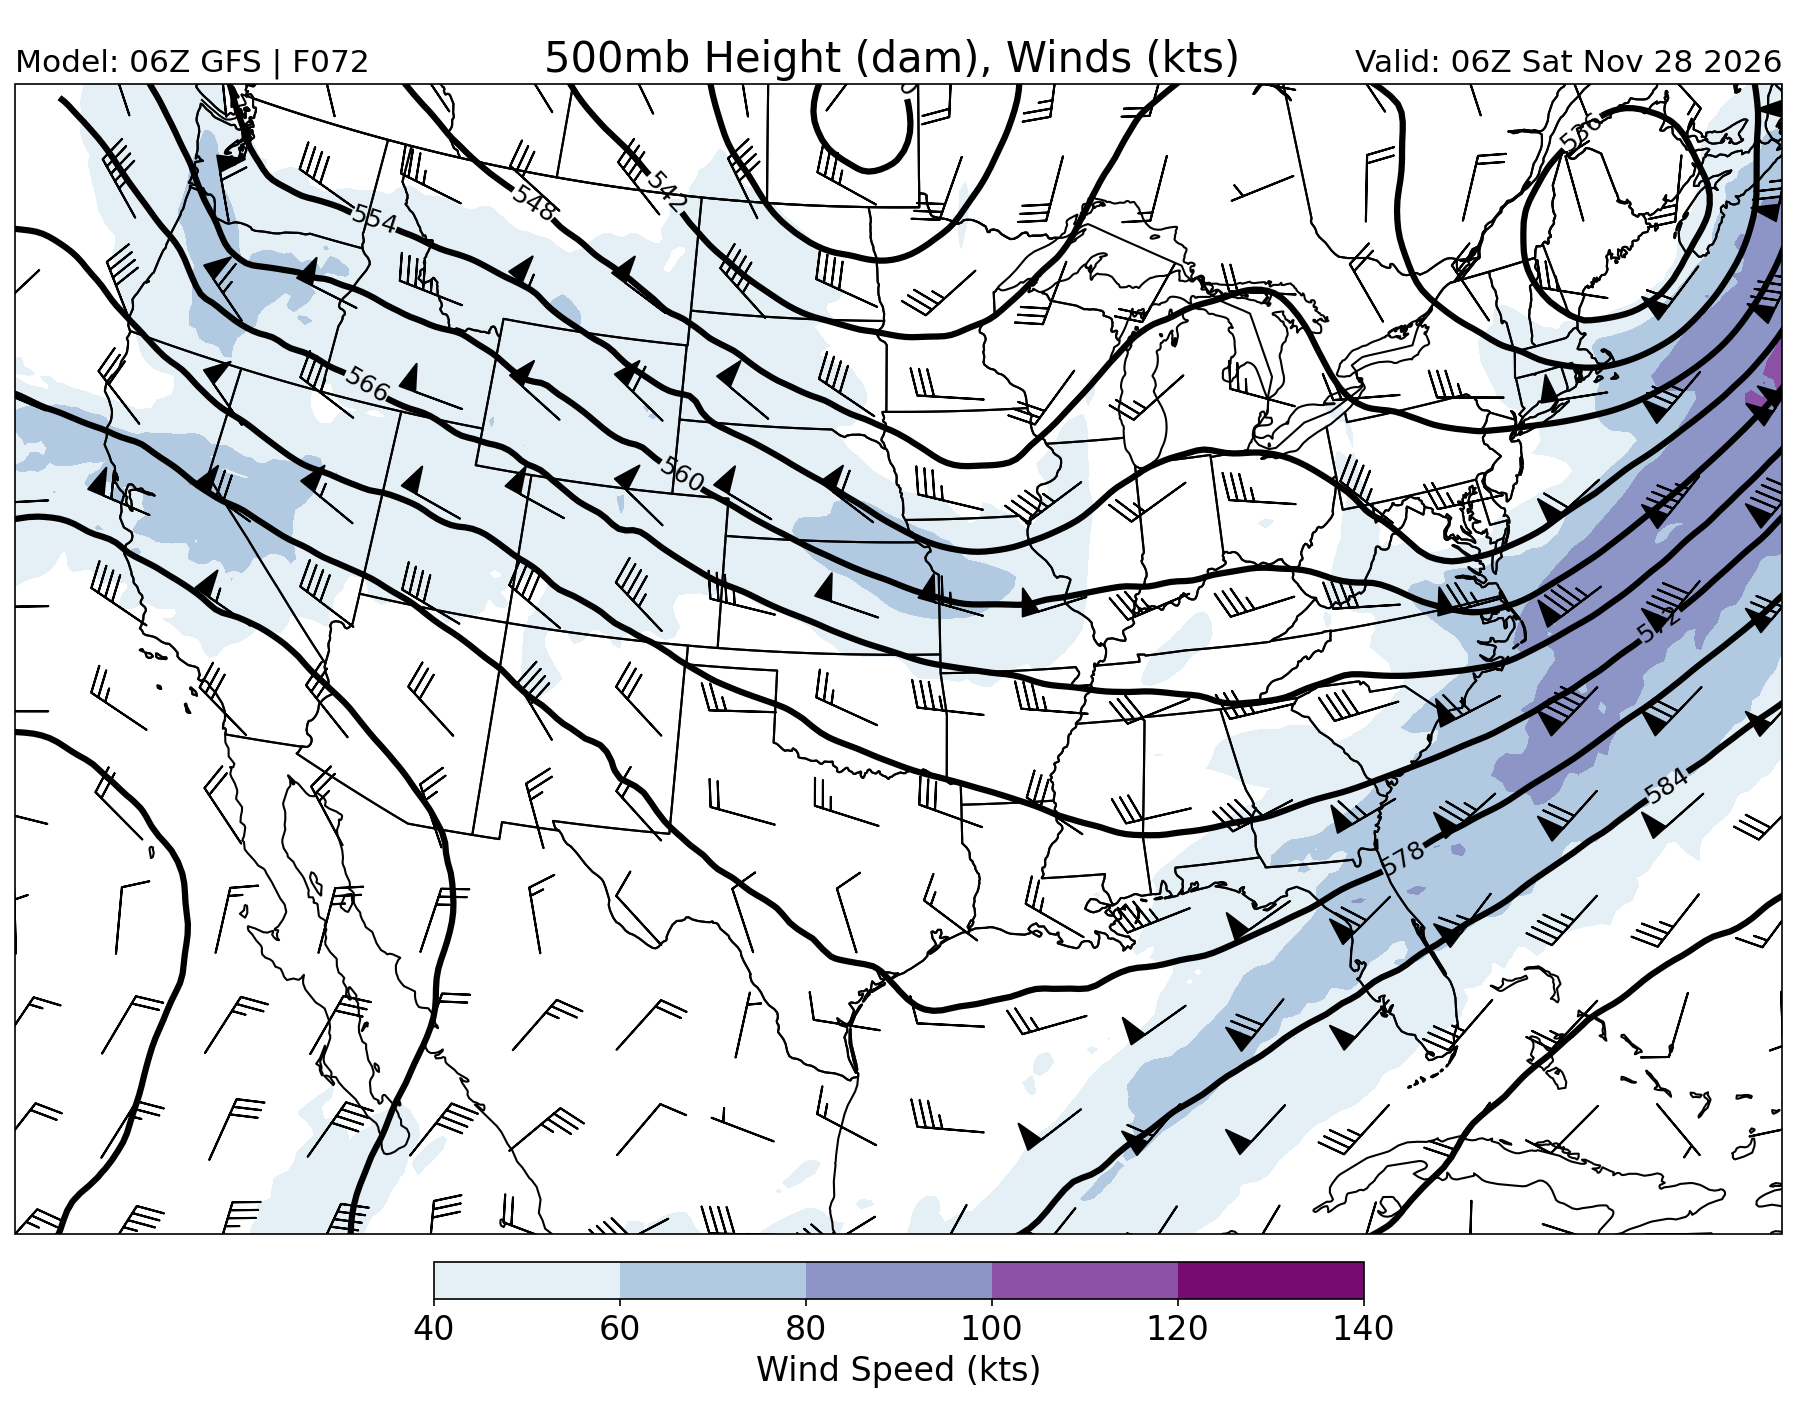 500mb Height (dam), Winds (kts)
Model: 06Z GFS | F072
Valid: 06Z Sat Nov 28 2026
536
554
548
542
566
560
584
578
40 60 80 100 120 140
Wind Speed (kts)